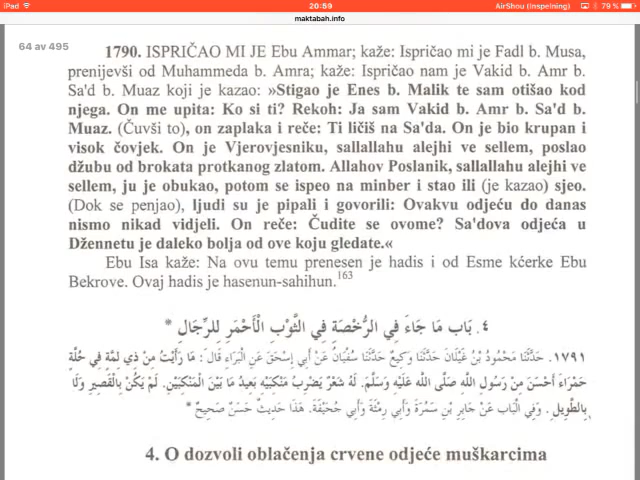 iPad
20:59
AirShou (Inspelning)
79 %
maktabah.info
64 av 495
1790. ISPRIČAO MI JE Ebu Ammar; kaže: Ispričao mi je Fadl b. Musa,
prenijevši od Muhammeda b. Amra; kaže: Ispričao nam je Vakid b. Amr b.
Sa'd b. Muaz koji je kazao: »Stigao je Enes b. Malik te sam otišao kod
njega. On me upita: Ko si ti? Rekoh: Ja sam Vakid b. Amr b. Sa'd b.
Muaz. (Čuvši to), on zaplaka i reče: Ti ličiš na Sa'da. On je bio krupan i
visok čovjek. On je Vjerovjesniku, sallallahu alejhi ve sellem, poslao
džubu od brokata protkanog zlatom. Allahov Poslanik, sallallahu alejhi ve
sellem, ju je obukao, potom se ispeo na minber i stao ili (je kazao) sjeo.
(Dok se penjao), ljudi su je pipali i govorili: Ovakvu odjeću do danas
nismo nikad vidjeli. On reče: Čudite se ovome? Sa'dova odjeća u
Džennetu je daleko bolja od ove koju gledate.«
Ebu Isa kaže: Na ovu temu prenesen je hadis i od Esme kćerke Ebu
Bekrove. Ovaj hadis je hasenun-sahihun.163
٤. بَابُ مَا جَاءَ فِي الرُّخْصَةِ فِي الثَّوْبِ الْأَحْمَرِ لِلرِّجَالِ *
١٧٩١. حَدَّثَنَا مَحْمُودُ بْنُ غَيْلَانَ حَدَّثَنَا وَكِيعٌ حَدَّثَنَا سُفْيَانُ عَنْ أَبِي إِسْحَقَ عَنِ الْبَرَاءِ قَالَ: مَا رَأَيْتُ مِنْ ذِي لِمَّةٍ فِي حُلَّةٍ
حَمْرَاءَ أَحْسَنَ مِنْ رَسُولِ اللَّهِ صَلَّى اللَّهُ عَلَيْهِ وَسَلَّمَ. لَهُ شَعْرٌ يَضْرِبُ مَنْكِبَيْهِ بَعِيدُ مَا بَيْنَ الْمَنْكِبَيْنِ. لَمْ يَكُنْ بِالْقَصِيرِ وَلَا
بِالطَّوِيلِ. وَفِي الْبَابِ عَنْ جَابِرِ بْنِ سَمُرَةَ وَأَبِي رِمْثَةَ وَأَبِي جُحَيْفَةَ. هَذَا حَدِيثٌ حَسَنٌ صَحِيحٌ *
4. O dozvoli oblačenja crvene odjeće muškarcima